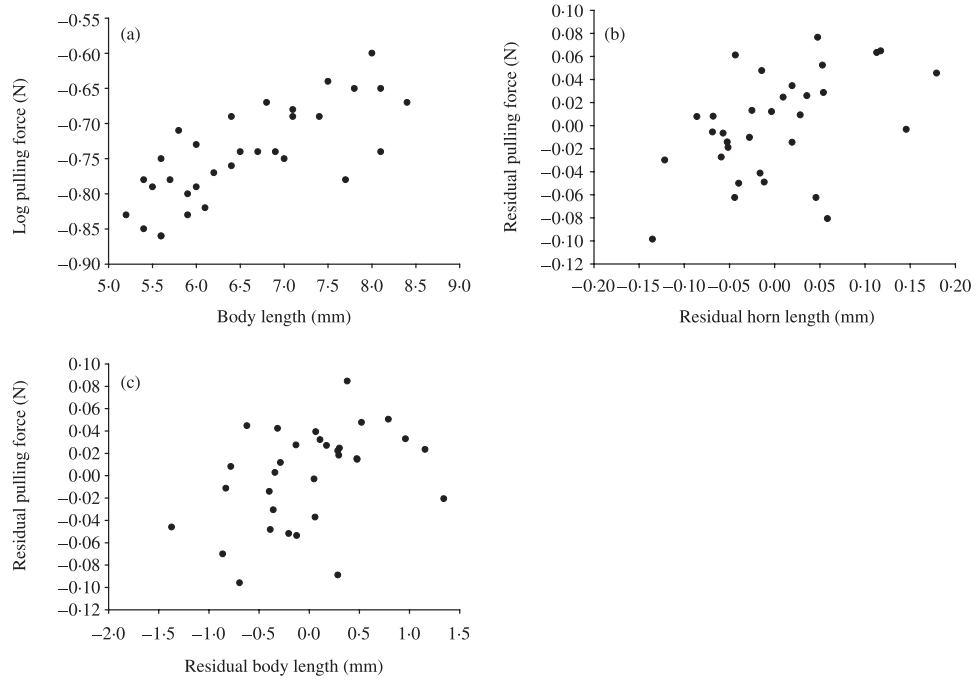 (a)
Log pulling force (N)
−0·55
−0·60
−0·65
−0·70
−0·75
−0·80
−0·85
−0·90
5·0 5·5 6·0 6·5 7·0 7·5 8·0 8·5 9·0
Body length (mm)
(b)
Residual pulling force (N)
0·10
0·08
0·06
0·04
0·02
0·00
−0·02
−0·04
−0·06
−0·08
−0·10
−0·12
−0·20 −0·15 −0·10 −0·05 0·00 0·05 0·10 0·15 0·20
Residual horn length (mm)
(c)
Residual pulling force (N)
0·10
0·08
0·06
0·04
0·02
0·00
−0·02
−0·04
−0·06
−0·08
−0·10
−0·12
−2·0 −1·5 −1·0 −0·5 0·0 0·5 1·0 1·5
Residual body length (mm)